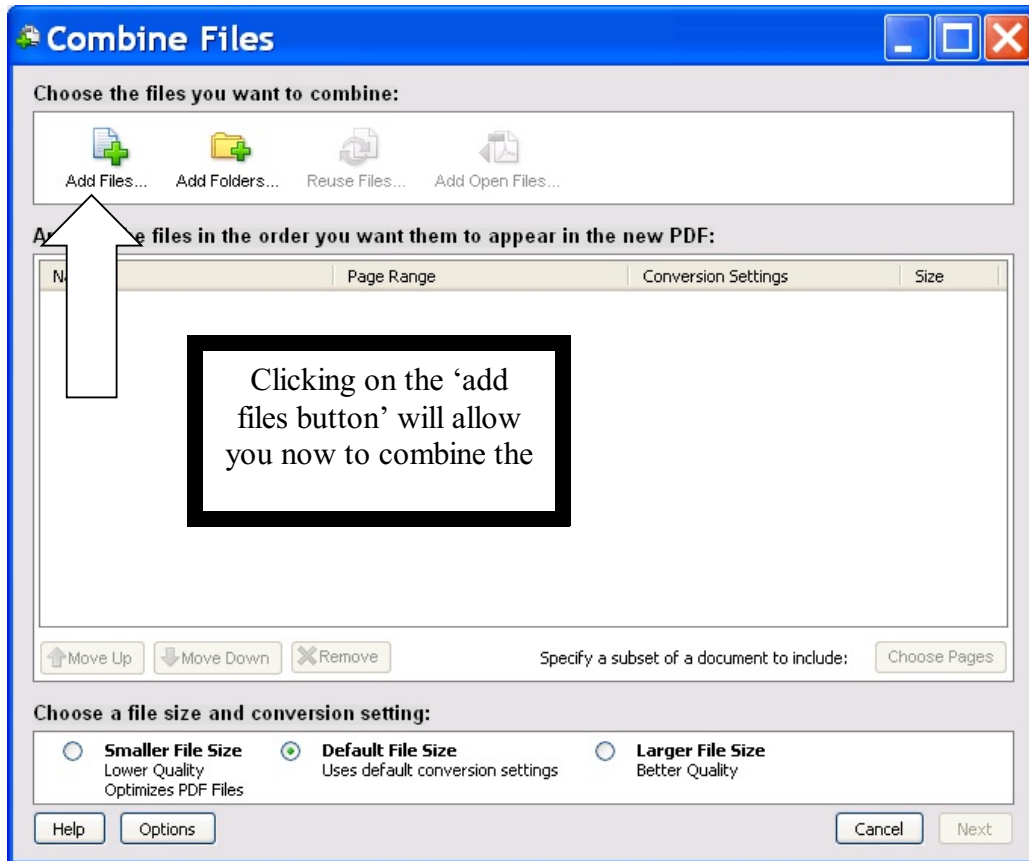 Combine Files
Choose the files you want to combine:
Add Files... Add Folders... Reuse Files... Add Open Files...
files in the order you want them to appear in the new PDF:
Page Range Conversion Settings Size
Clicking on the ‘add
files button’ will allow
you now to combine the
Move Up Move Down Remove Specify a subset of a document to include: Choose Pages
Choose a file size and conversion setting:
Smaller File Size Default File Size Larger File Size
Lower Quality Uses default conversion settings Better Quality
Optimizes PDF Files
Help Options Cancel Next